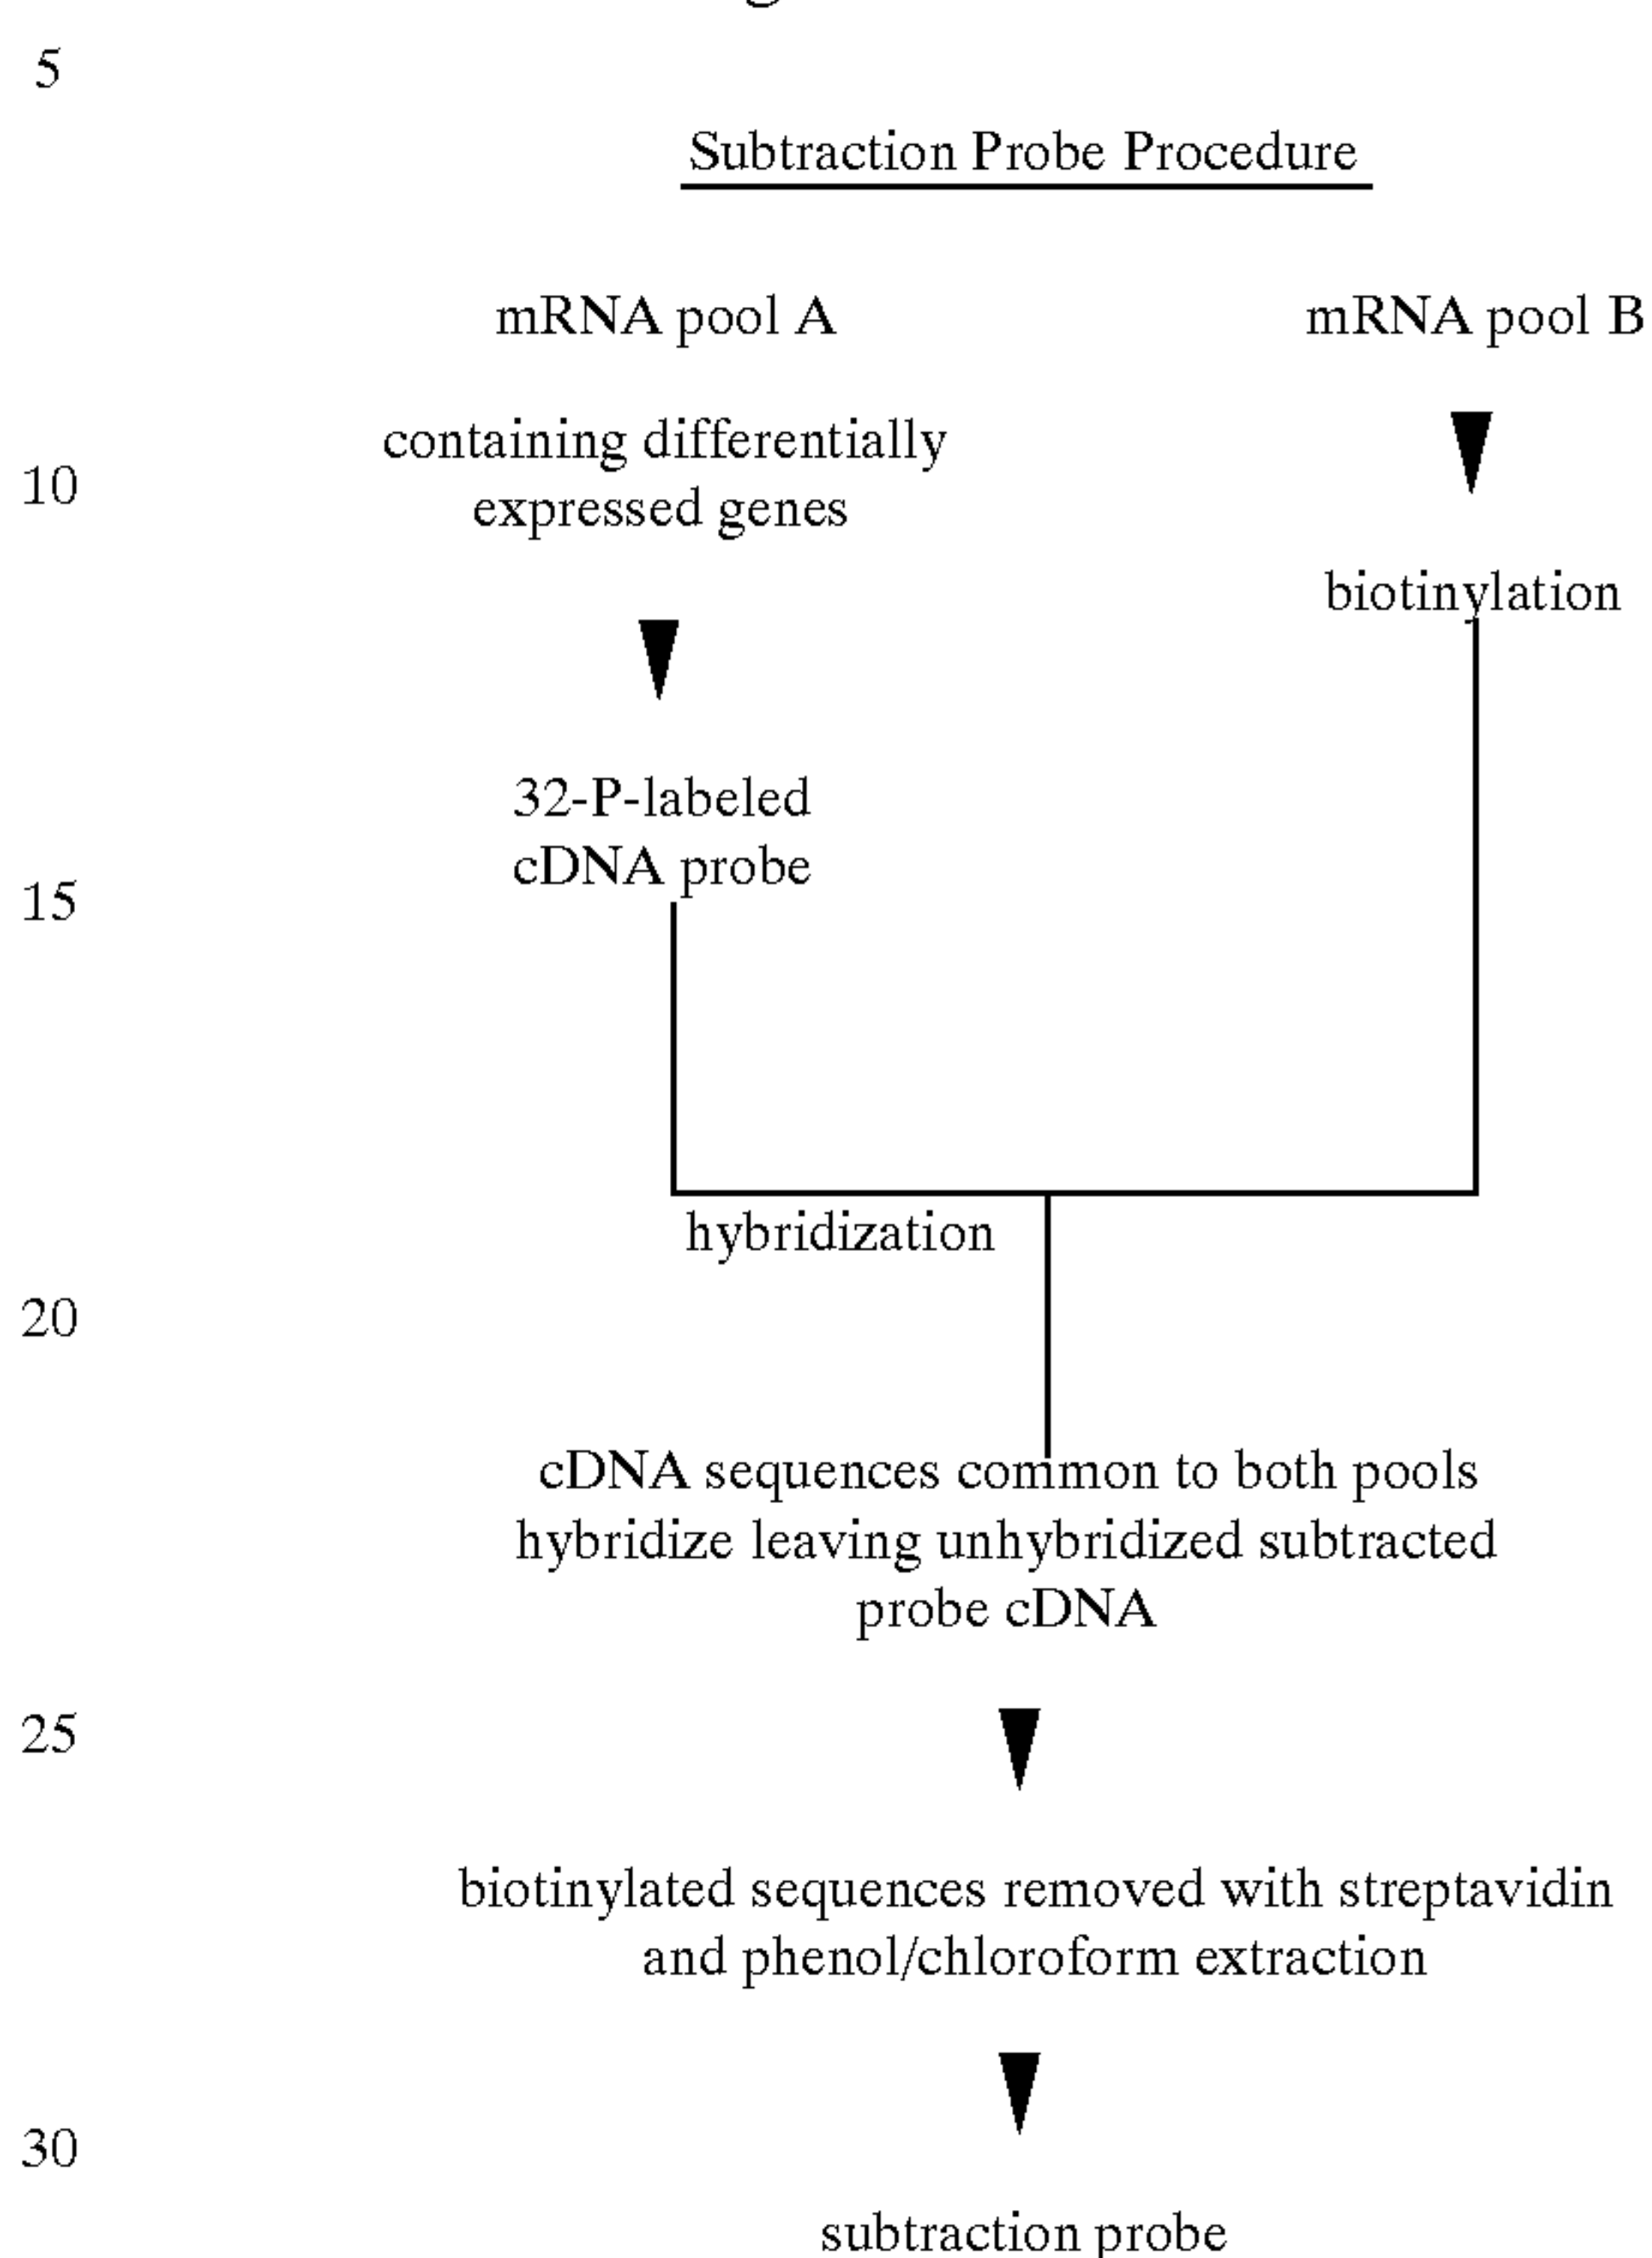 5
Subtraction Probe Procedure
mRNA pool A
mRNA pool B
containing differentially
10
expressed genes
biotinylation
32-P-labeled
cDNA probe
15
hybridization
20
cDNA sequences common to both pools
hybridize leaving unhybridized subtracted
probe cDNA
25
biotinylated sequences removed with streptavidin
and phenol/chloroform extraction
30
subtraction probe